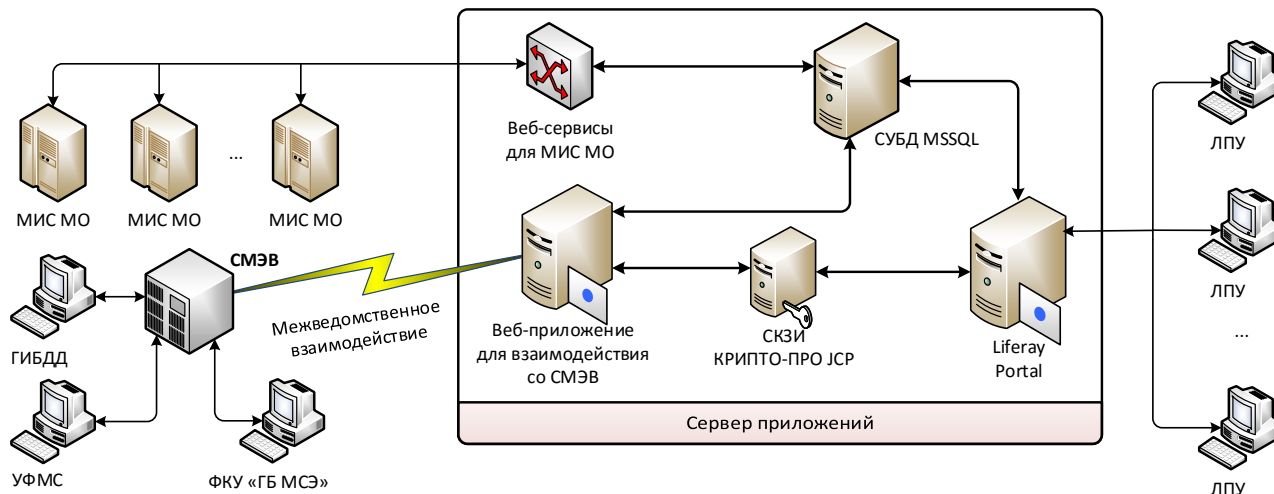 Веб-сервисы
для МИС МО
СУБД MSSQL
ЛПУ
...
МИС МО
МИС МО
МИС МО
СМЭВ
Межведомственное
взаимодействие
ГИБДД
УФМС
ФКУ «ГБ МСЭ»
Веб-приложение
для взаимодействия
со СМЭВ
СКЗИ
КРИПТО-ПРО JCP
Liferay
Portal
ЛПУ
...
ЛПУ
Сервер приложений